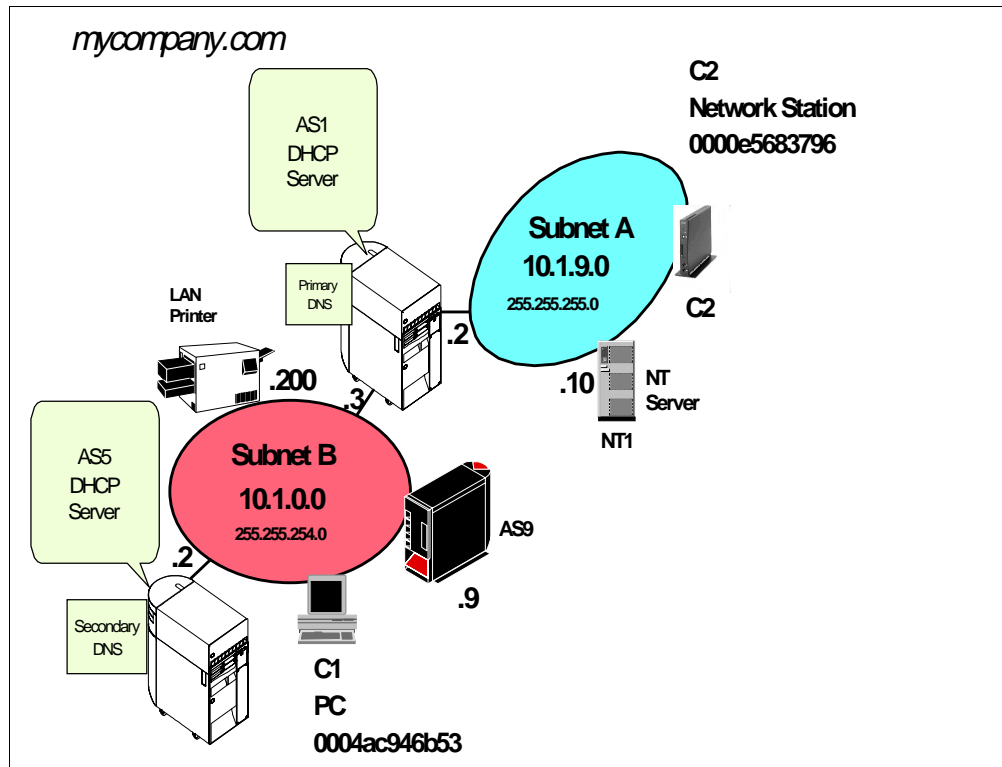 mycompany.com
C2
Network Station
0000e5683796
AS1
DHCP
Server
Subnet A
10.1.9.0
255.255.255.0
C2
Primary
DNS
LAN
Printer
.2
.10
NT
Server
NT1
.200
.3
AS5
DHCP
Server
Subnet B
10.1.0.0
255.255.254.0
AS9
.2
.9
Secondary
DNS
C1
PC
0004ac946b53